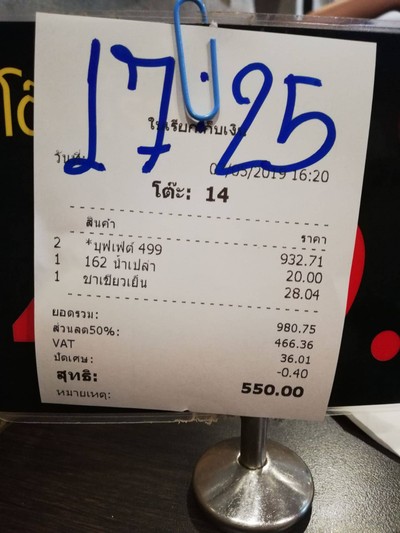 17.25
ใบเรียกเก็บเงิน
/2019 16:20
โต๊ะ: 14
สินค้า ราคา
2 *บุฟเฟ่ต์ 499 932.71
1 162 น้ำเปล่า 20.00
1 ชาเขียวเย็น 28.04
ยอดรวม: 980.75
ส่วนลด50%: 466.36
VAT 36.01
ปัดเศษ: -0.40
สุทธิ: 550.00
หมายเหตุ: